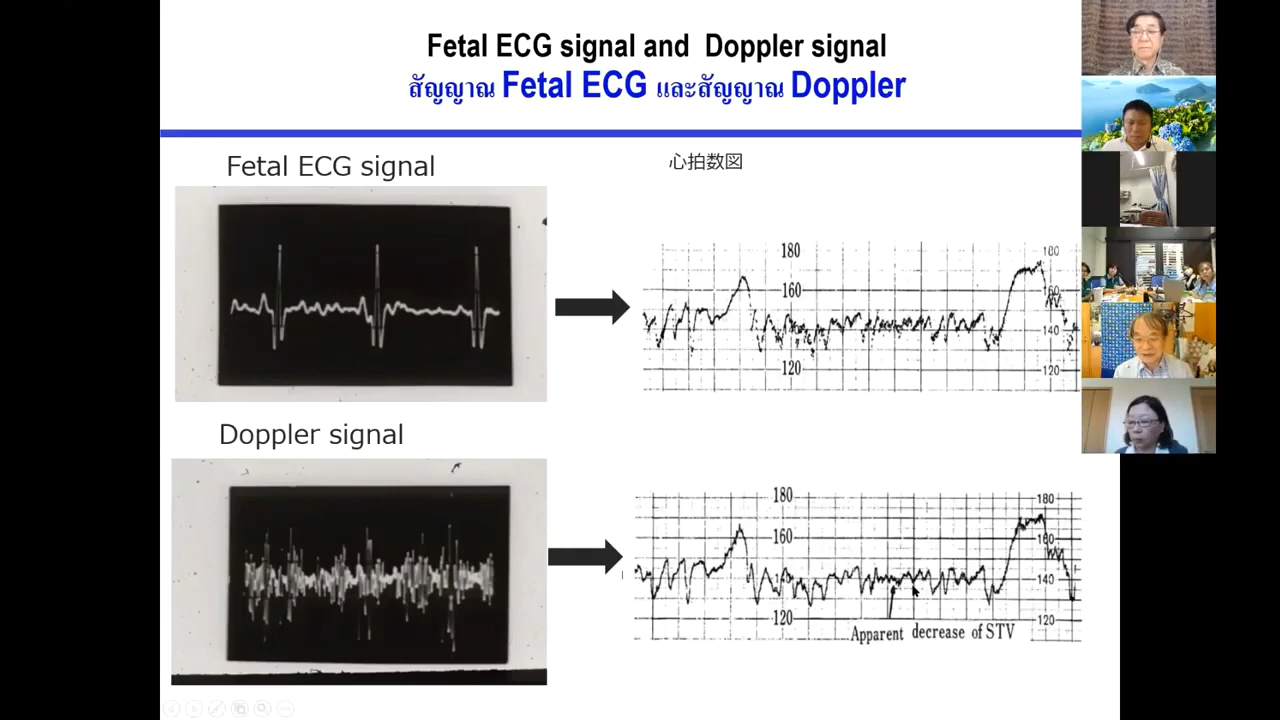 Fetal ECG signal and Doppler signal
สัญญาณ Fetal ECG และสัญญาณ Doppler
Fetal ECG signal
心拍数図
180
160
120
180
160
140
120
Doppler signal
180
160
120
180
160
140
120
Apparent decrease of STV